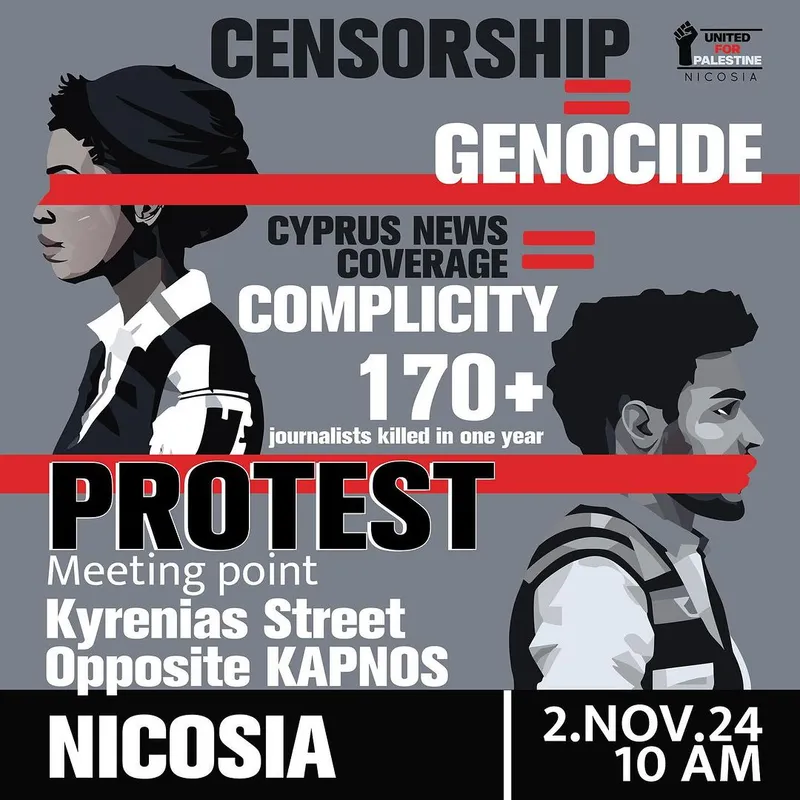 CENSORSHIP
=
GENOCIDE
UNITED
FOR
PALESTINE
NICOSIA
CYPRUS NEWS
COVERAGE =
COMPLICITY
170+
journalists killed in one year
PROTEST
Meeting point
Kyrenias Street
Opposite KAPNOS
NICOSIA
2.NOV.24
10 AM